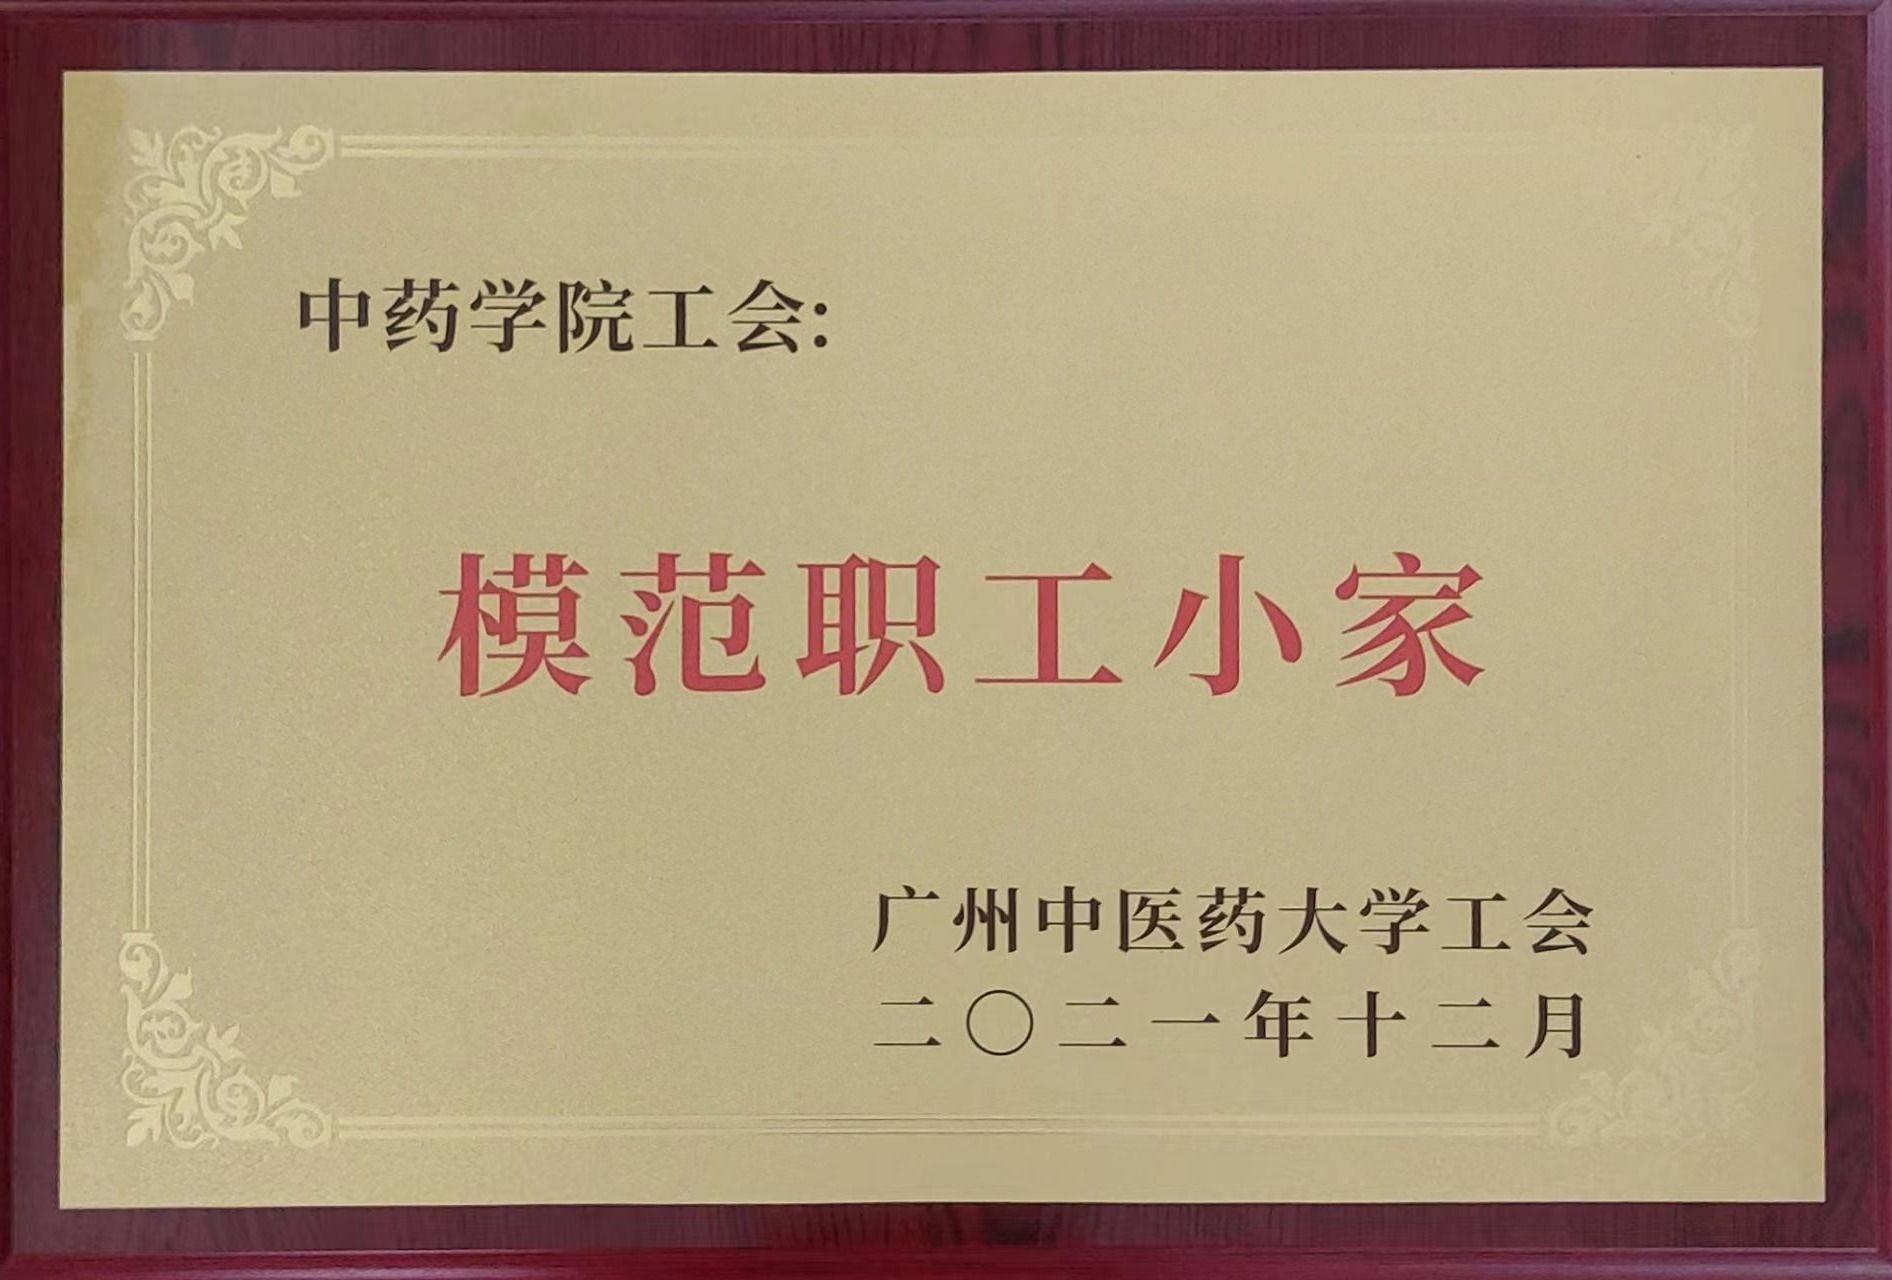 中药学院工会:
模范职工小家
广州中医药大学工会
二〇二一年十二月